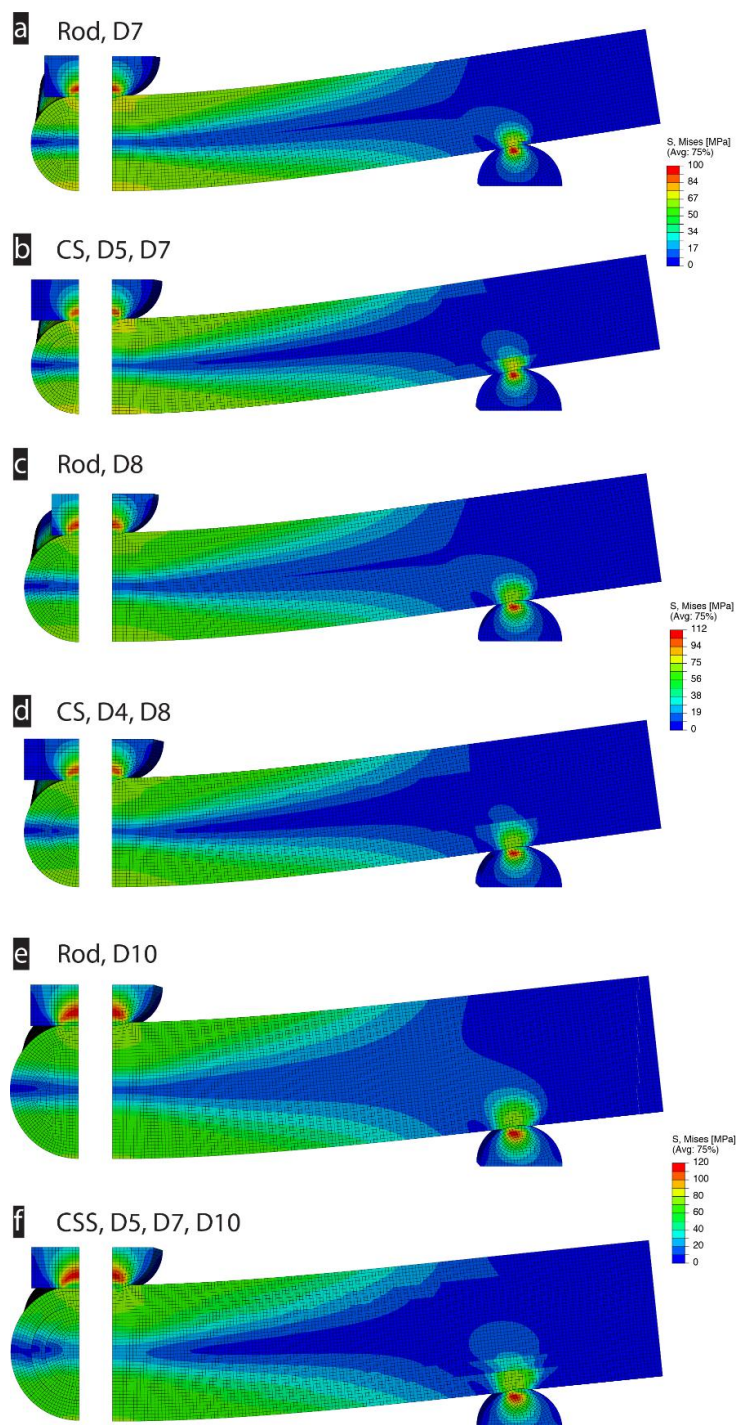 a Rod, D7
S, Mises [MPa]
(Avg: 75%)
100
84
67
50
34
17
0
b CS, D5, D7
c Rod, D8
S, Mises [MPa]
(Avg: 75%)
112
94
75
56
38
19
0
d CS, D4, D8
e Rod, D10
S, Mises [MPa]
(Avg: 75%)
120
100
80
60
40
20
0
f CSS, D5, D7, D10